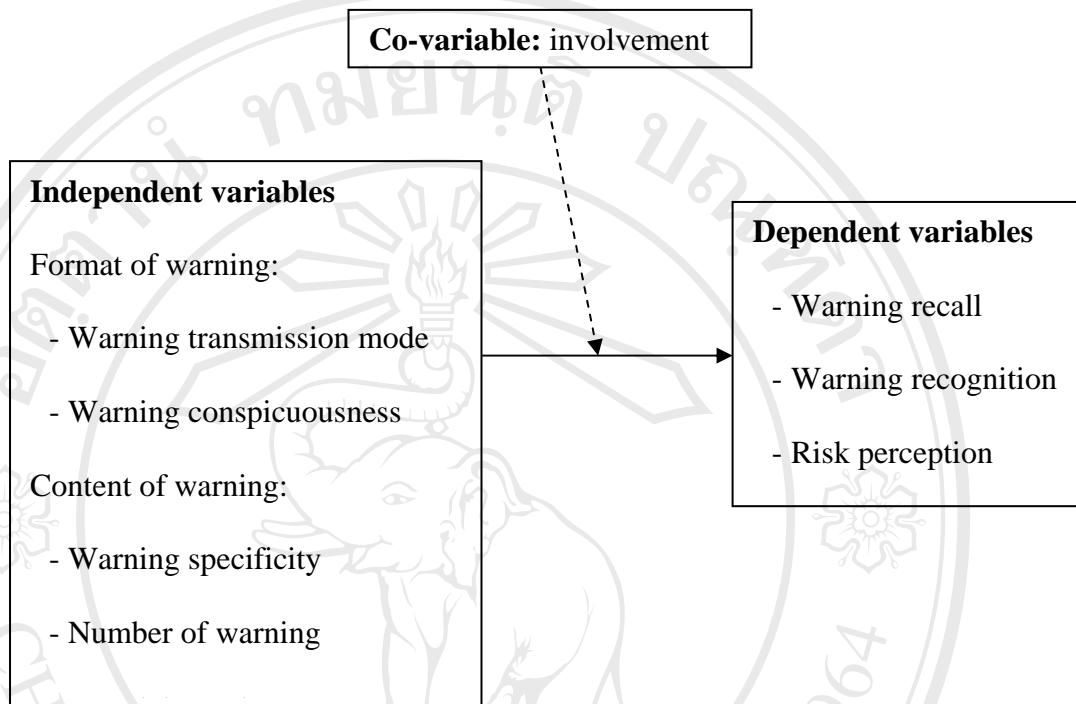 Co-variable: involvement
Independent variables
Format of warning:
- Warning transmission mode
- Warning conspicuousness
Content of warning:
- Warning specificity
- Number of warning
Dependent variables
- Warning recall
- Warning recognition
- Risk perception